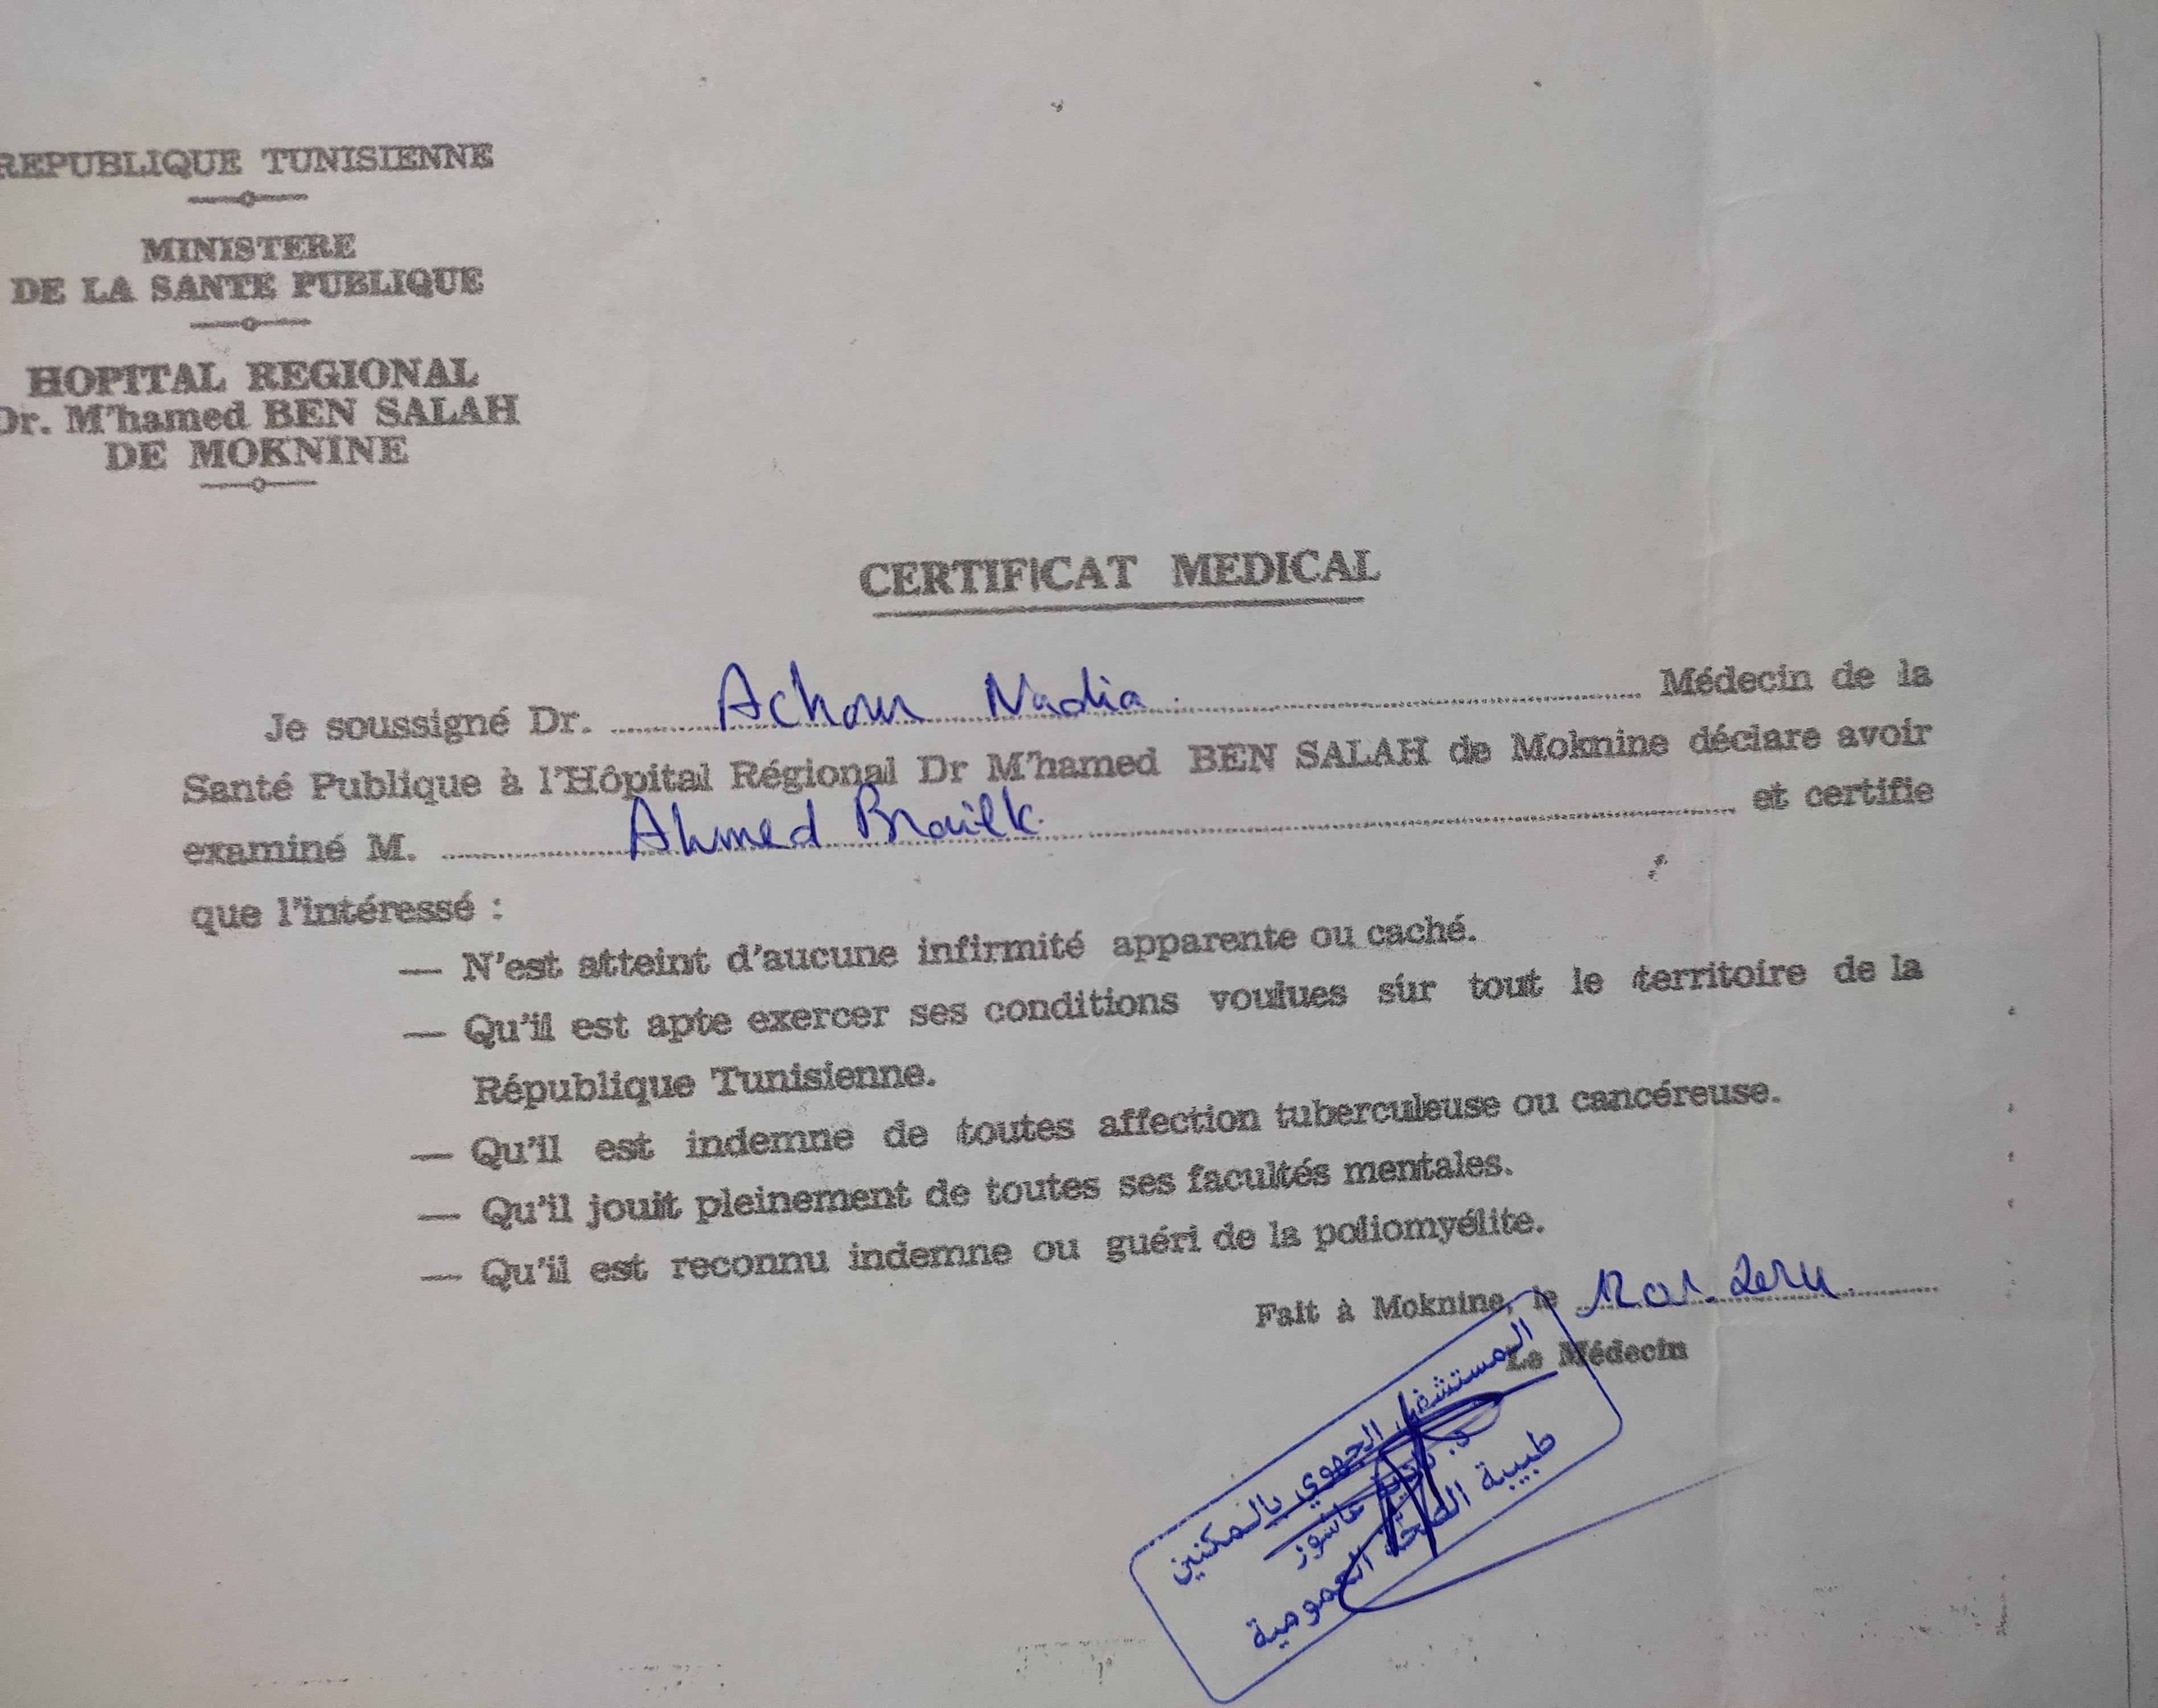 REPUBLIQUE TUNISIENNE
MINISTERE
DE LA SANTE PUBLIQUE
HOPITAL REGIONAL
Dr. M'hamed BEN SALAH
DE MOKNINE
CERTIFICAT MEDICAL
Je soussigné Dr. Achour Nadia. Médecin de la
Santé Publique à l'Hôpital Régional Dr M'hamed BEN SALAH de Moknine déclare avoir
examiné M. Ahmed et certifie
que l'intéressé :
— N'est atteint d'aucune infirmité apparente ou caché.
— Qu'il est apte exercer ses conditions voulues sur tout le territoire de la
République Tunisienne.
— Qu'il est indemne de toutes affection tuberculeuse ou cancéreuse.
— Qu'il jouit pleinement de toutes ses facultés mentales.
— Qu'il est reconnu indemne ou guéri de la poliomyélite.
Fait à Moknine, le
Le Médecin
المستشفى الجهوي بالمكنين
د. نادية عاشور
طبيبة الصحة العمومية